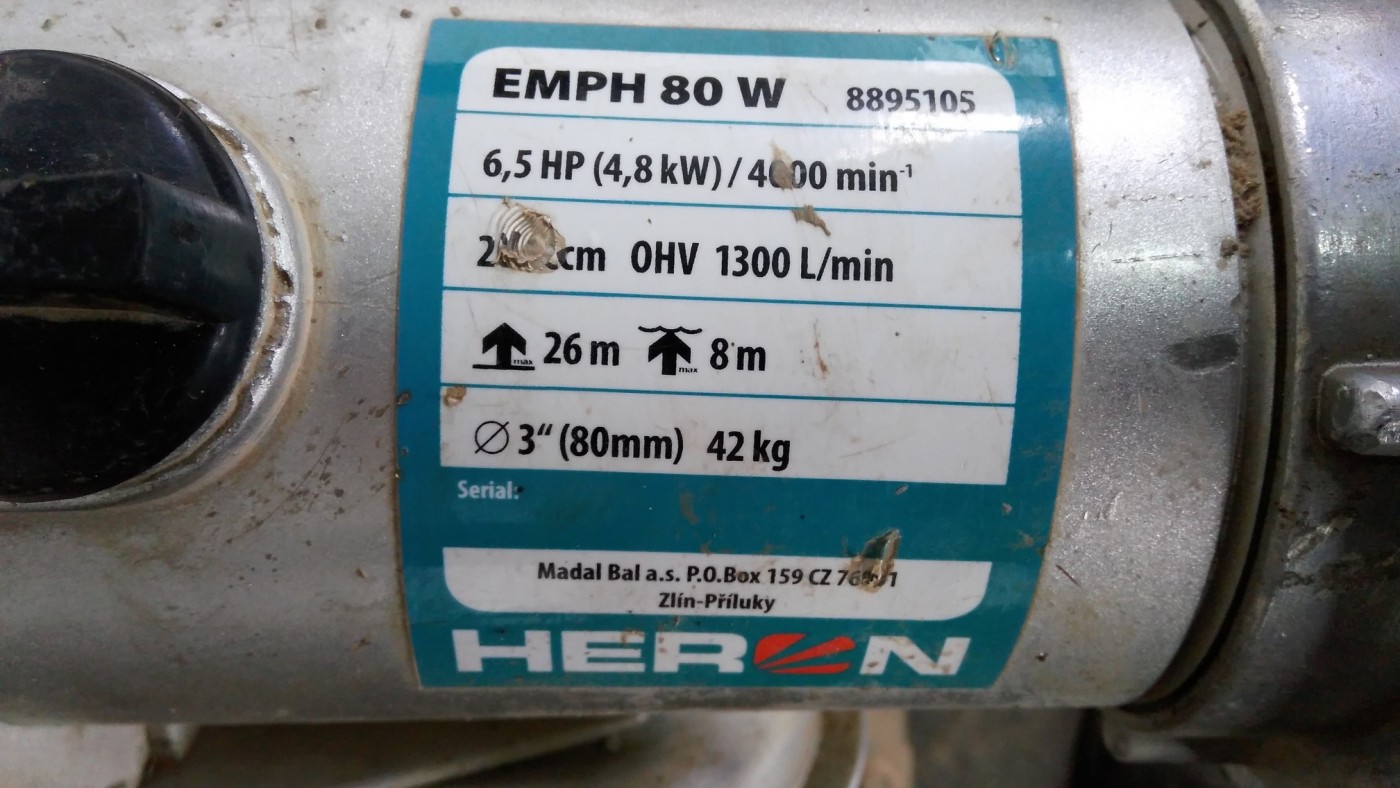 EMPH 80 W 8895105
6,5 HP (4,8 kW) / min⁻¹
OHV 1300 L/min
max 26 m max 8 m
Ø 3“ (80mm) 42 kg
Serial:
Madal Bal a.s. P.O.Box 159 CZ
Zlín-Příluky
HERON